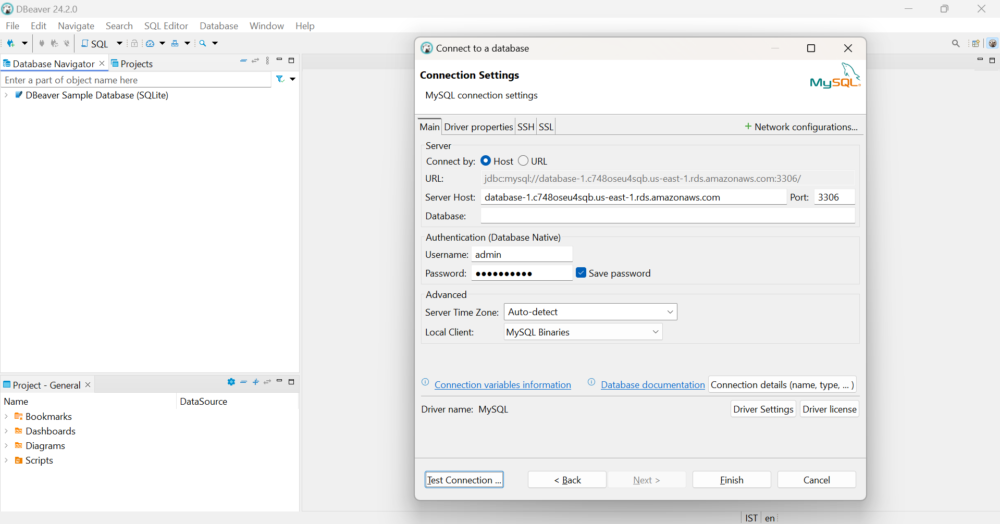 DBeaver 24.2.0
File Edit Navigate Search SQL Editor Database Window Help
SQL
Database Navigator Projects
Enter a part of object name here
DBeaver Sample Database (SQLite)
Project - General
Name DataSource
Bookmarks
Dashboards
Diagrams
Scripts
Connect to a database
Connection Settings
MySQL connection settings
MySQL
Main Driver properties SSH SSL + Network configurations...
Server
Connect by: Host URL
URL: jdbc:mysql://database-1.c748oseu4sqb.us-east-1.rds.amazonaws.com:3306/
Server Host: database-1.c748oseu4sqb.us-east-1.rds.amazonaws.com Port: 3306
Database:
Authentication (Database Native)
Username: admin
Password: ●●●●●●●●●● Save password
Advanced
Server Time Zone: Auto-detect
Local Client: MySQL Binaries
Connection variables information Database documentation Connection details (name, type, ... )
Driver name: MySQL Driver Settings Driver license
Test Connection ... < Back Next > Finish Cancel
IST en